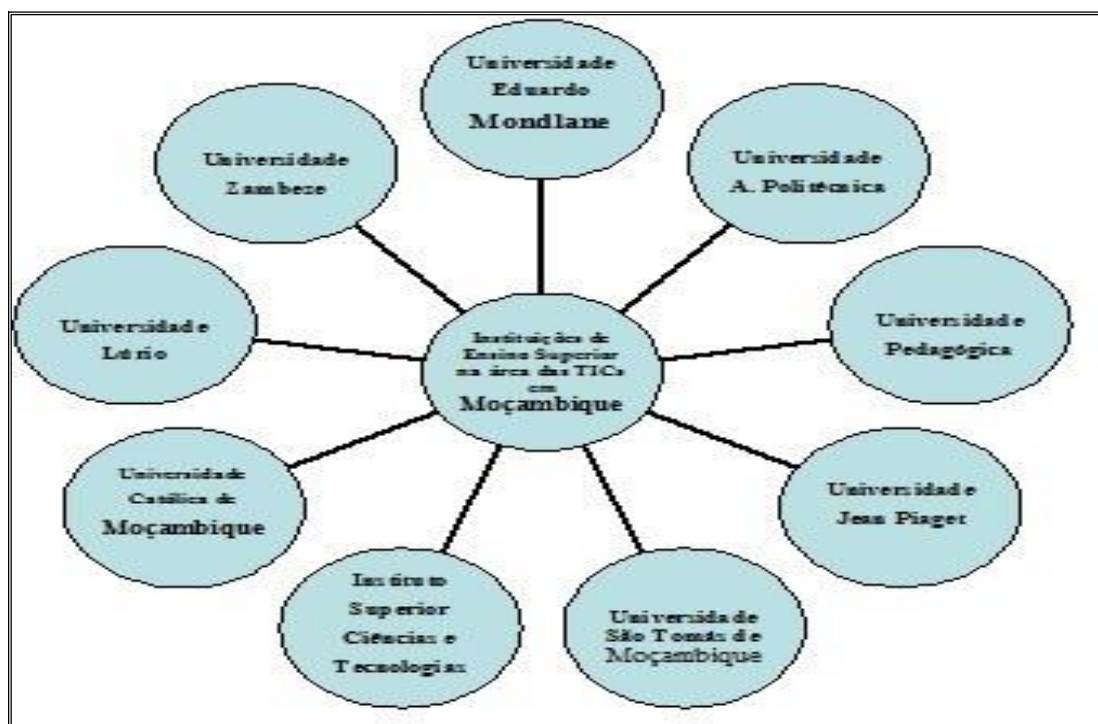 Universidade
Eduardo
Mondlane
Universidade
A. Politécnica
Universidade
Pedagógica
Universidade
Jean Piaget
Universidade
São Tomás de
Moçambique
Instituto
Superior
Ciências e
Tecnologias
Universidade
Católica de
Moçambique
Universidade
Lúrio
Universidade
Zambeze
Instituições de
Ensino Superior
na área das TICs
em
Moçambique